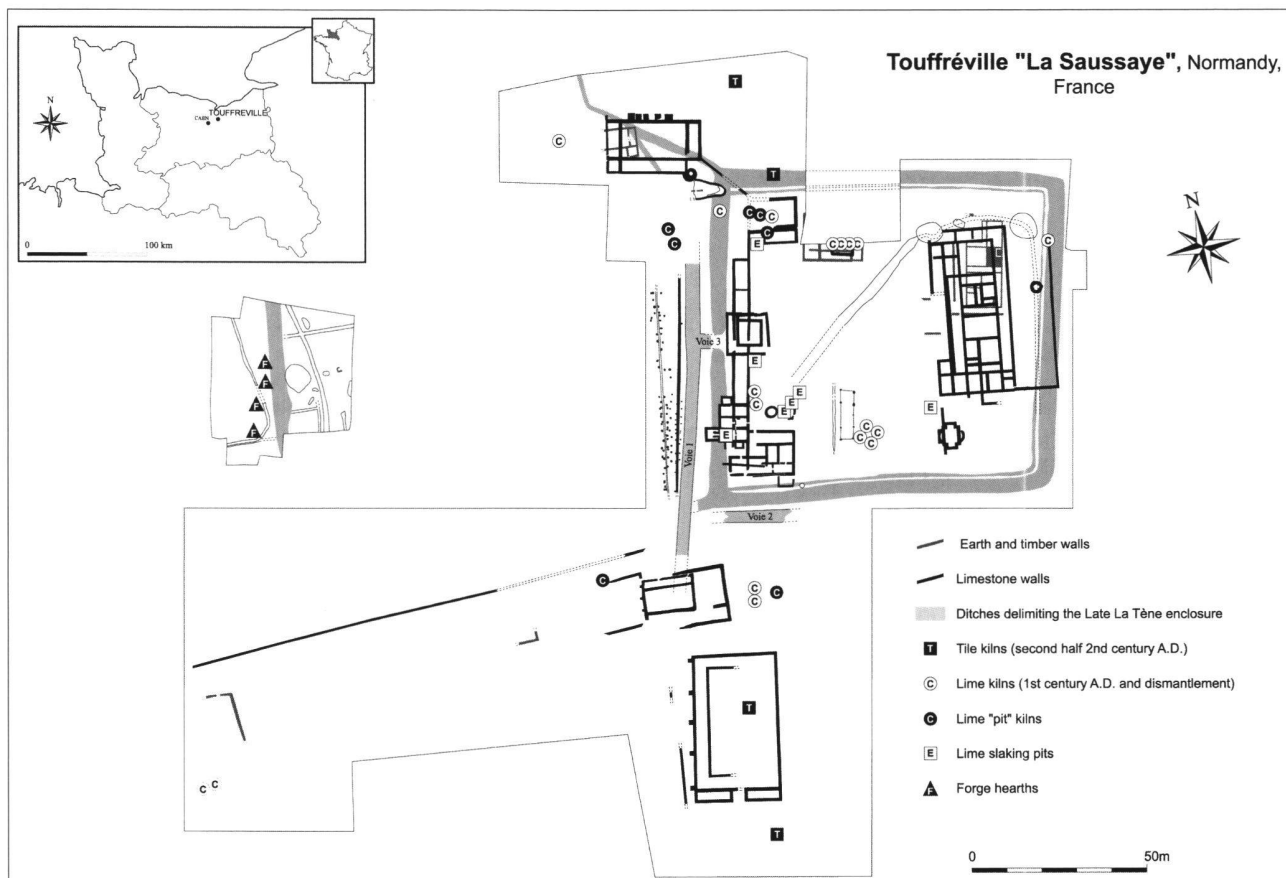 Touffréville "La Saussaye", Normandy,
France
N
CAEN
TOUFFREVILLE
0 100 km
N
T
C
T
C
C
C
C
C
C
C
E
C
C
C
C
C
C
C
Voie 3
E
C
C
E
E
E
E
C
C
C
C
E
F
F
F
F
Voie 1
Voie 2
C
C
C
C
T
C
C
T
Earth and timber walls
Limestone walls
Ditches delimiting the Late La Tène enclosure
T Tile kilns (second half 2nd century A.D.)
C Lime kilns (1st century A.D. and dismantlement)
C Lime "pit" kilns
E Lime slaking pits
F Forge hearths
0 50m